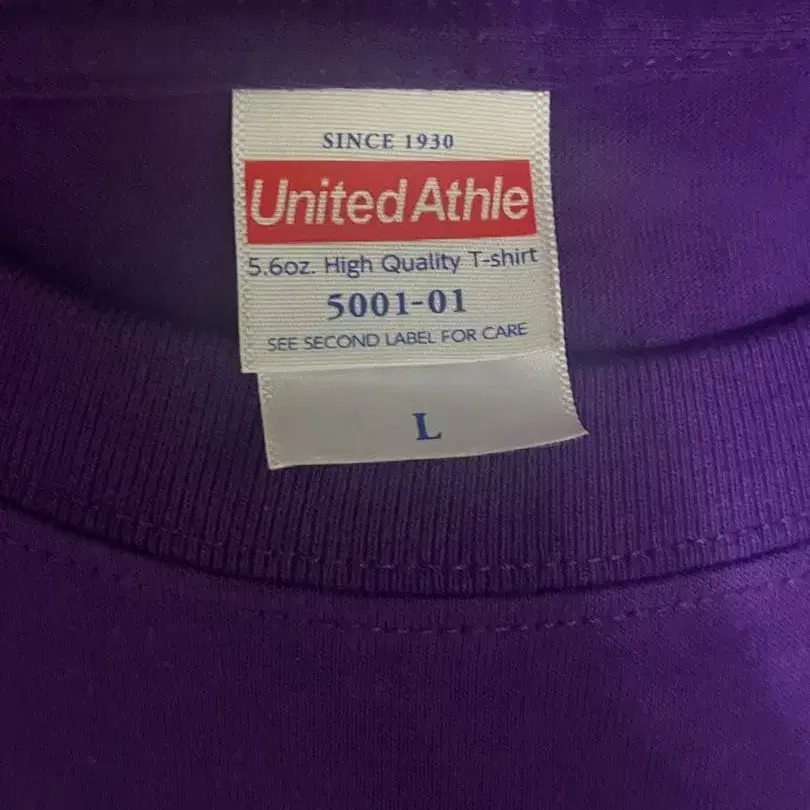 SINCE 1930
United Athle
5.6oz. High Quality T-shirt
5001-01
SEE SECOND LABEL FOR CARE
L